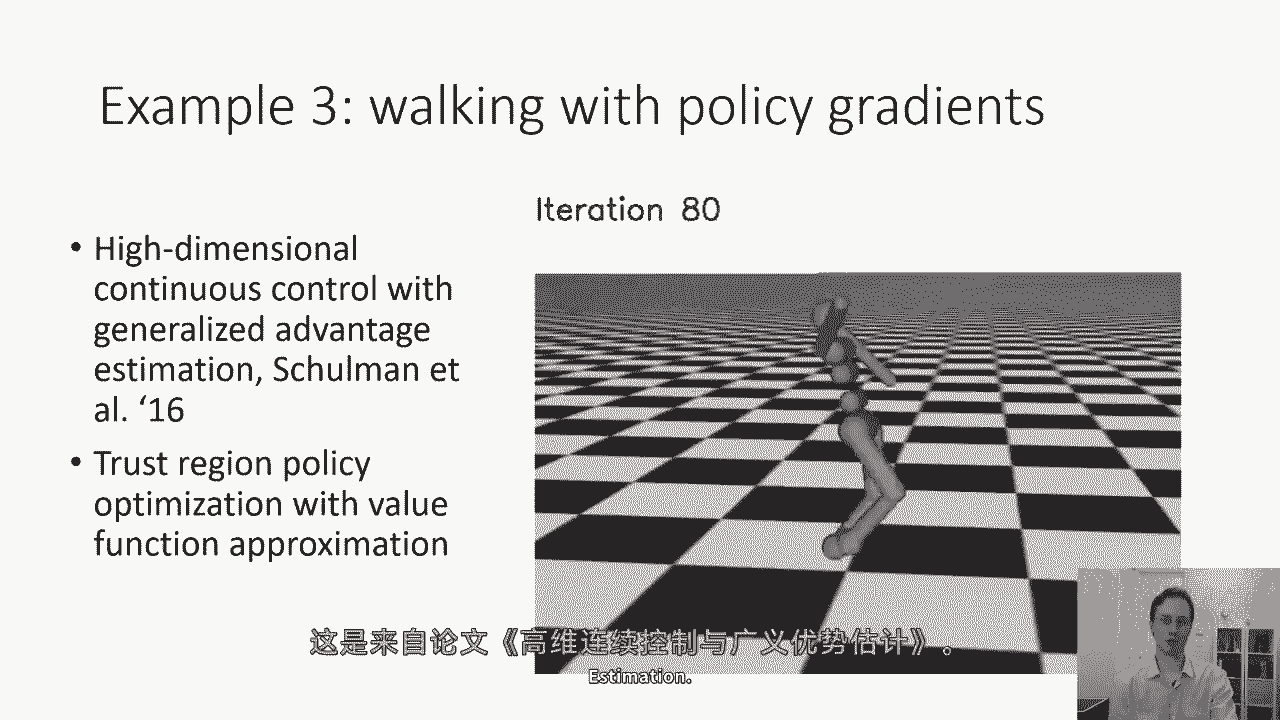 Example 3: walking with policy gradients
Iteration 80
• High-dimensional
continuous control with
generalized advantage
estimation, Schulman et
al. ‘16
• Trust region policy
optimization with value
function approximation
这是来自论文《高维连续控制与广义优势估计》。
Estimation.